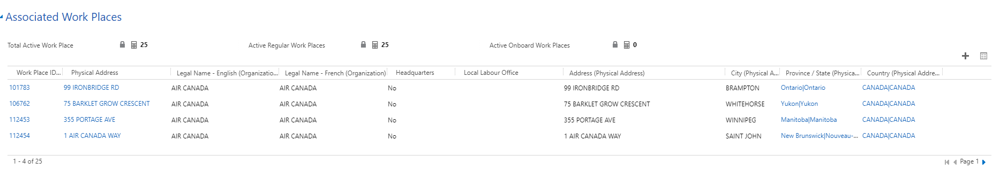 Associated Work Places
Total Active Work Place 25 Active Regular Work Places 25 Active Onboard Work Places 0
Work Place ID... Physical Address Legal Name - English (Organizatio... Legal Name - French (Organization) Headquarters Local Labour Office Address (Physical Address) City (Physical A... Province / State (Physica... Country (Physical Addre...
101783 99 IRONBRIDGE RD AIR CANADA AIR CANADA No 99 IRONBRIDGE RD BRAMPTON Ontario|Ontario CANADA|CANADA
106762 75 BARKLET GROW CRESCENT AIR CANADA AIR CANADA No 75 BARKLET GROW CRESCENT WHITEHORSE Yukon|Yukon CANADA|CANADA
112453 355 PORTAGE AVE AIR CANADA AIR CANADA No 355 PORTAGE AVE WINNIPEG Manitoba|Manitoba CANADA|CANADA
112454 1 AIR CANADA WAY AIR CANADA AIR CANADA No 1 AIR CANADA WAY SAINT JOHN New Brunswick|Nouveau-... CANADA|CANADA
1 - 4 of 25 Page 1